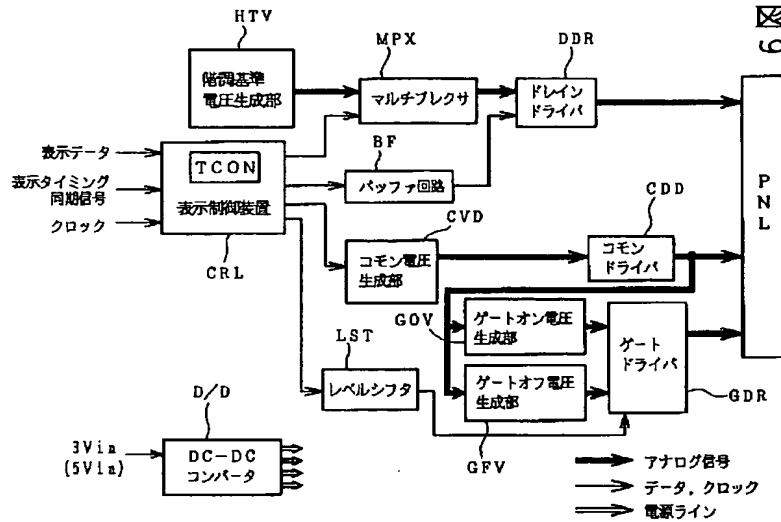 図6
HTV
階調基準
電圧生成部
MPX
マルチプレクサ
DDR
ドレイン
ドライバ
表示データ
表示タイミング
同期信号
クロック
TCON
表示制御装置
CRL
BF
バッファ回路
CVD
コモン電圧
生成部
CDD
コモン
ドライバ
PNL
GOV
ゲートオン電圧
生成部
ゲート
ドライバ
GDR
LST
レベルシフタ
ゲートオフ電圧
生成部
GFV
D/D
3Vin
(5Vin)
DC-DC
コンバータ
アナログ信号
データ,クロック
電源ライン